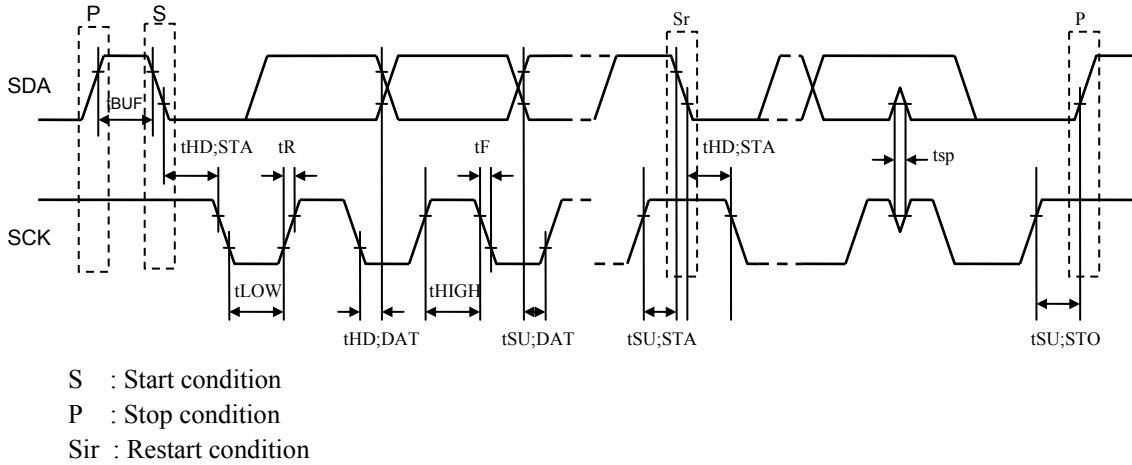 P S Sr P
SDA
tBUF
tHD;STA tR tF tHD;STA tsp
SCK
tLOW tHIGH
tHD;DAT tSU;DAT tSU;STA tSU;STO
S : Start condition
P : Stop condition
Sir : Restart condition